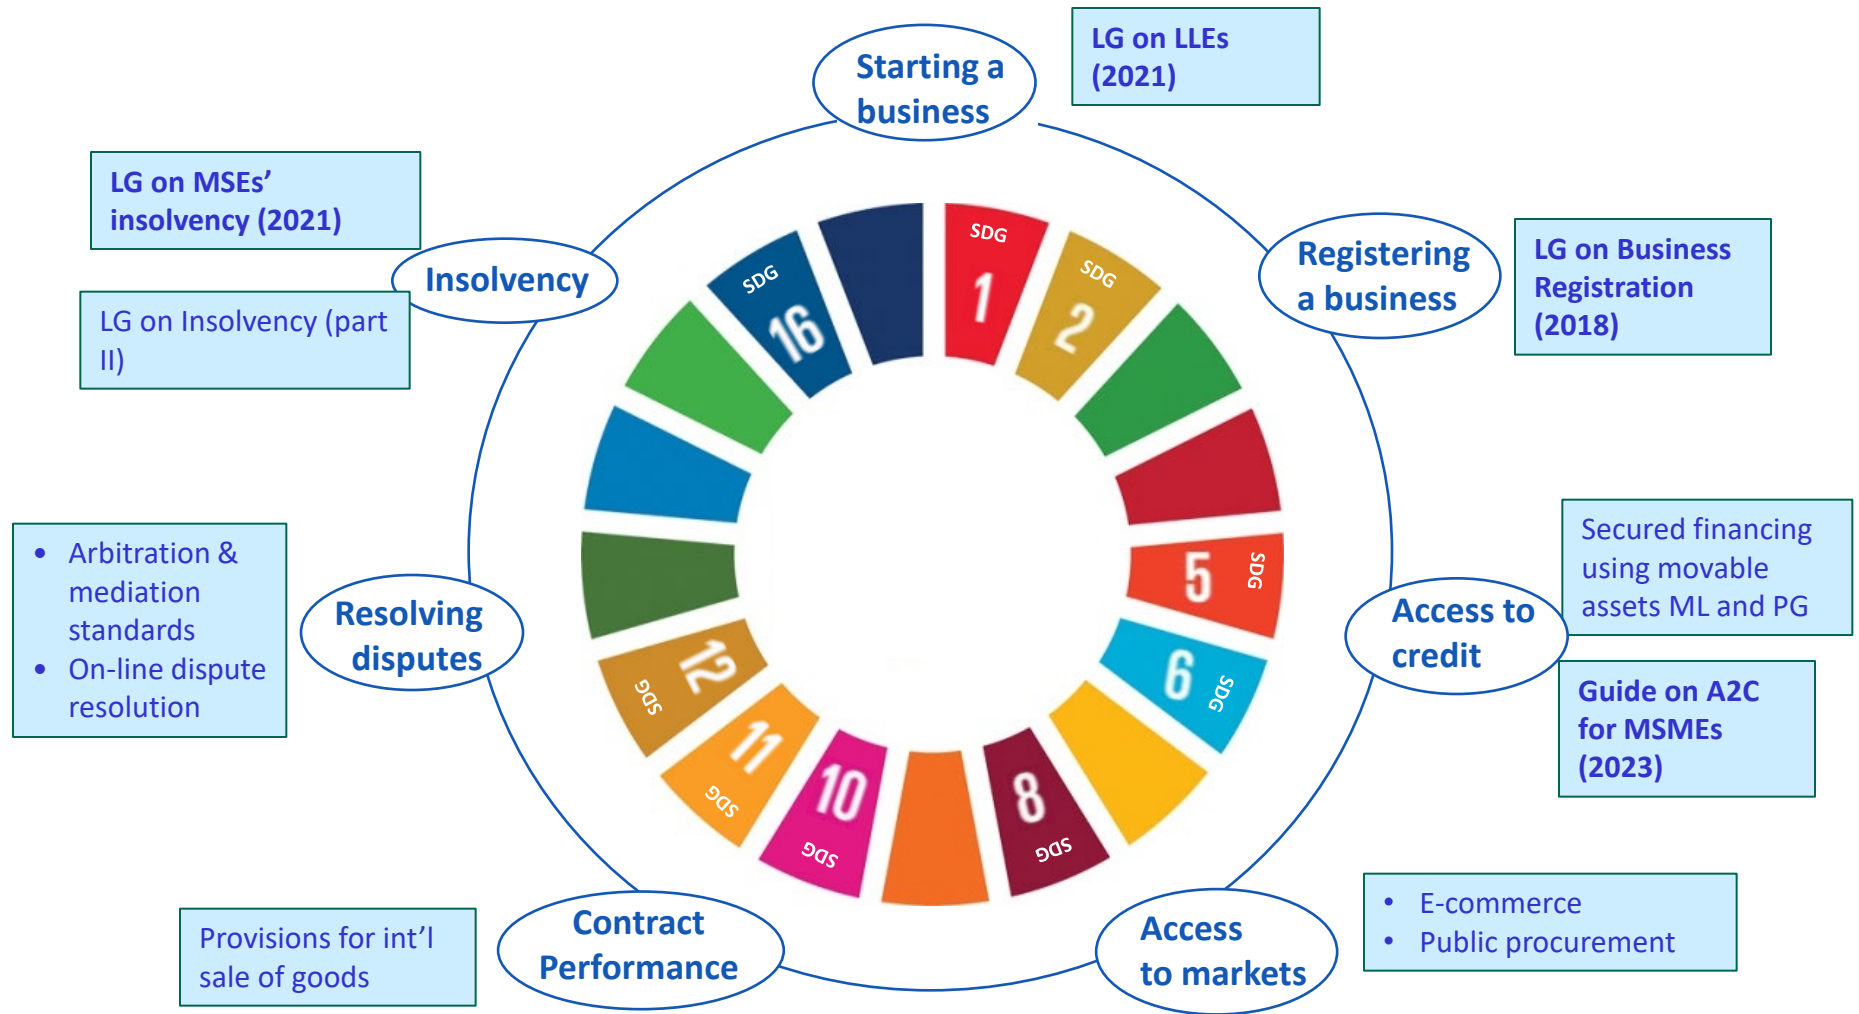 Starting a
business
LG on LLEs
(2021)
LG on MSEs’
insolvency (2021)
Insolvency
LG on Insolvency (part
II)
Registering
a business
LG on Business
Registration
(2018)
SDG
1
SDG
2
SDG
16
SDG
5
SDG
6
SDG
8
SDG
10
SDG
11
SDG
12
SDG
• Arbitration &
mediation
standards
• On-line dispute
resolution
Resolving
disputes
Secured financing
using movable
assets ML and PG
Access to
credit
Guide on A2C
for MSMEs
(2023)
Provisions for int’l
sale of goods
Contract
Performance
Access
to markets
• E-commerce
• Public procurement